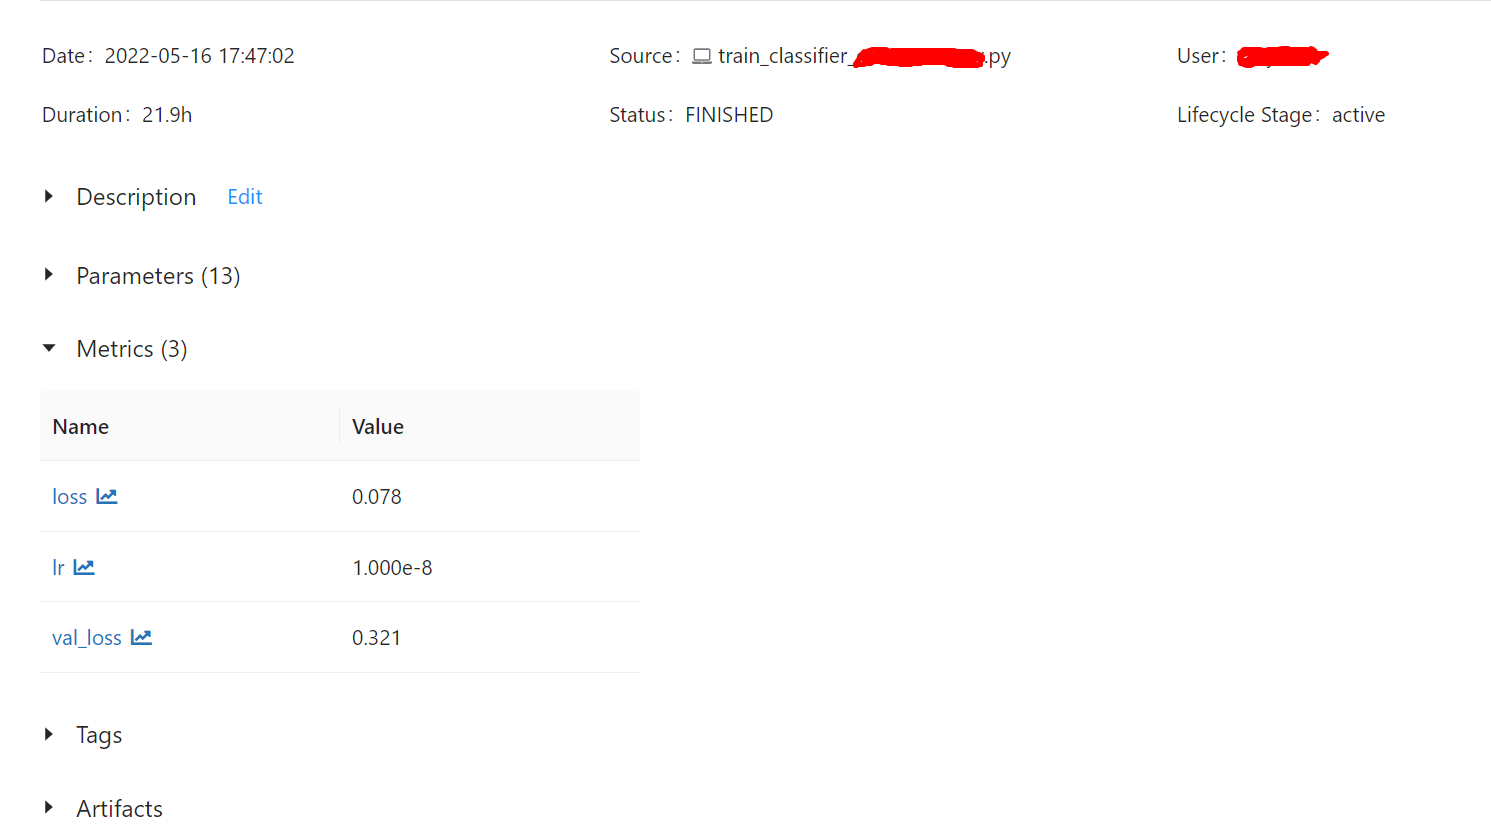 Date: 2022-05-16 17:47:02
Source: train_classifier_ .py
User:
Duration: 21.9h
Status: FINISHED
Lifecycle Stage: active
Description Edit
Parameters (13)
Metrics (3)
Name Value
loss 0.078
lr 1.000e-8
val_loss 0.321
Tags
Artifacts